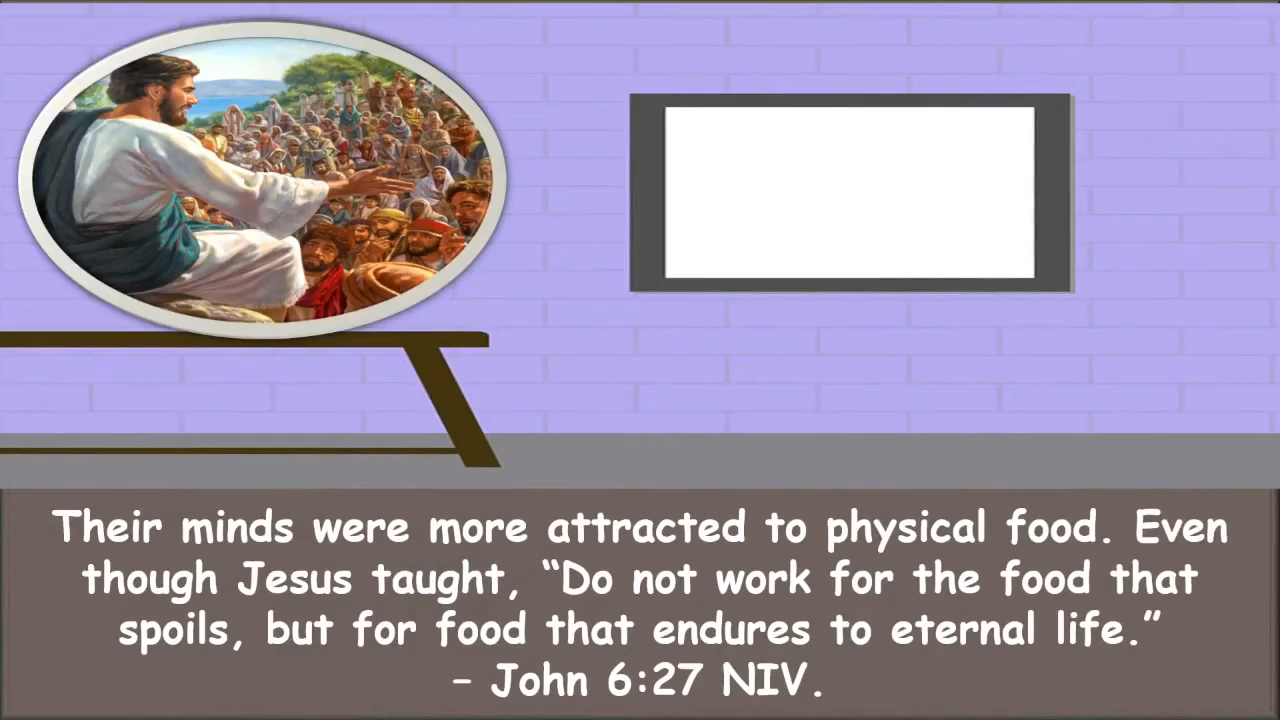 Their minds were more attracted to physical food. Even
though Jesus taught, “Do not work for the food that
spoils, but for food that endures to eternal life.”
– John 6:27 NIV.